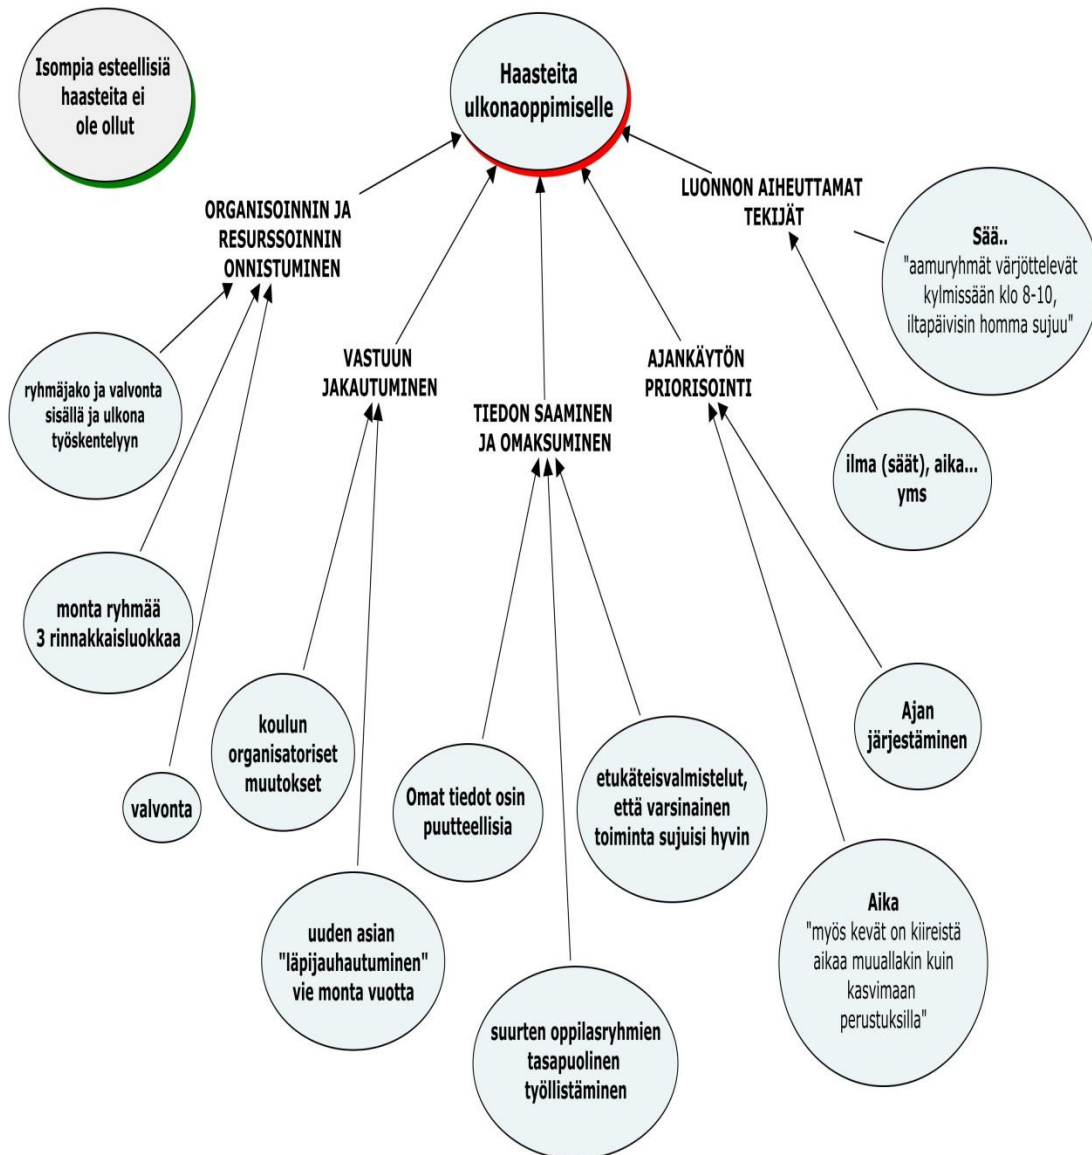 Isompia esteellisiä
haasteita ei
ole ollut
Haasteita
ulkonaoppimiselle
ORGANISOINNIN JA
RESURSSOINNIN
ONNISTUMINEN
LUONNON AIHEUTTAMAT
TEKIJÄT
Sää..
"aamuryhmät värjöttelevät
kylmissään klo 8-10,
iltapäivisin homma sujuu"
ryhmäjako ja valvonta
sisällä ja ulkona
työskentelyyn
VASTUUN
JAKAUTUMINEN
TIEDON SAAMINEN
JA OMAKSUMINEN
AJANKÄYTÖN
PRIORISOINTI
ilma (säät), aika...
yms
monta ryhmää
3 rinnakkaisluokkaa
valvonta
koulun
organisatoriset
muutokset
Omat tiedot osin
puutteellisia
etukäteisvalmistelut,
että varsinainen
toiminta sujuisi hyvin
Ajan
järjestäminen
uuden asian
"läpijauhautuminen"
vie monta vuotta
suurten oppilasryhmien
tasapuolinen
työllistäminen
Aika
"myös kevät on kiireistä
aikaa muuallakin kuin
kasvimaan
perustuksilla"